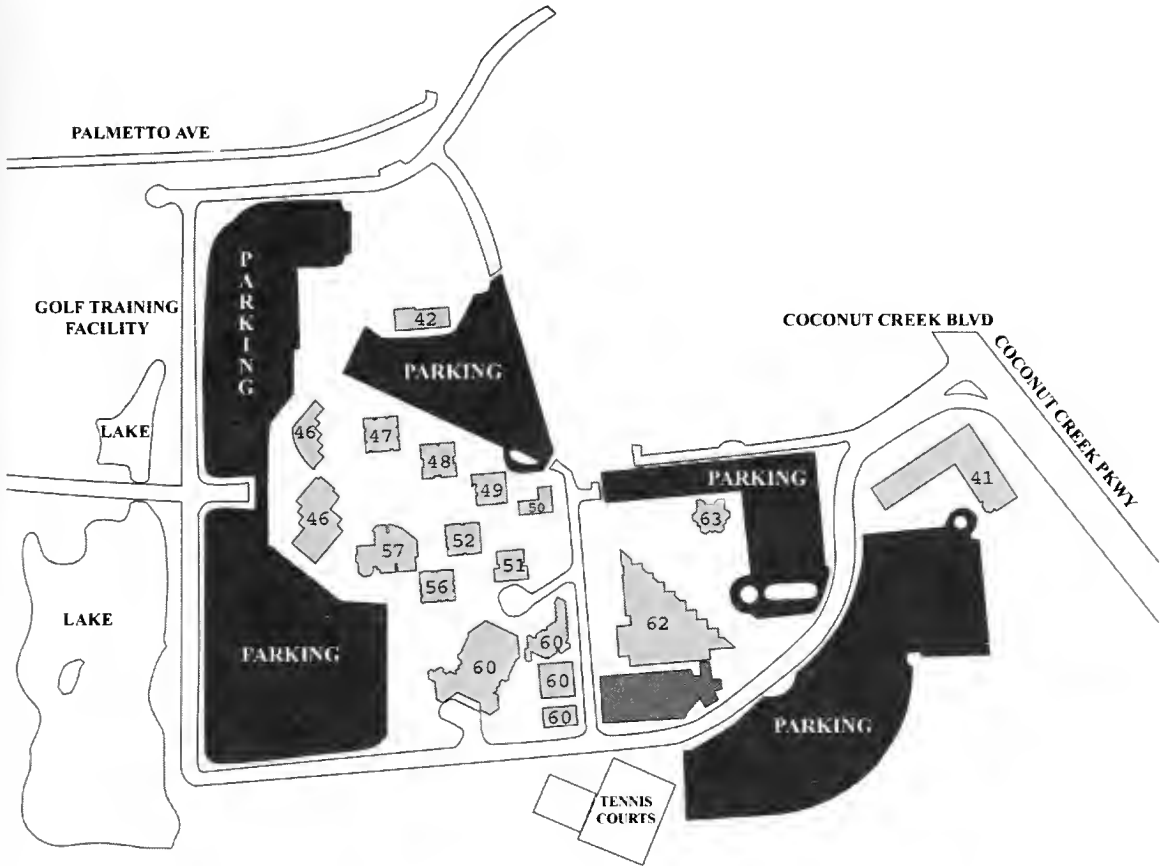 PALMETTO AVE
PARKING
GOLF TRAINING
FACILITY
42
COCONUT CREEK BLVD
COCONUT CREEK PKWY
PARKING
LAKE
46
47
48
49
50
PARKING
41
63
46
57
52
51
56
LAKE
PARKING
60
60
62
60
60
PARKING
TENNIS
COURTS